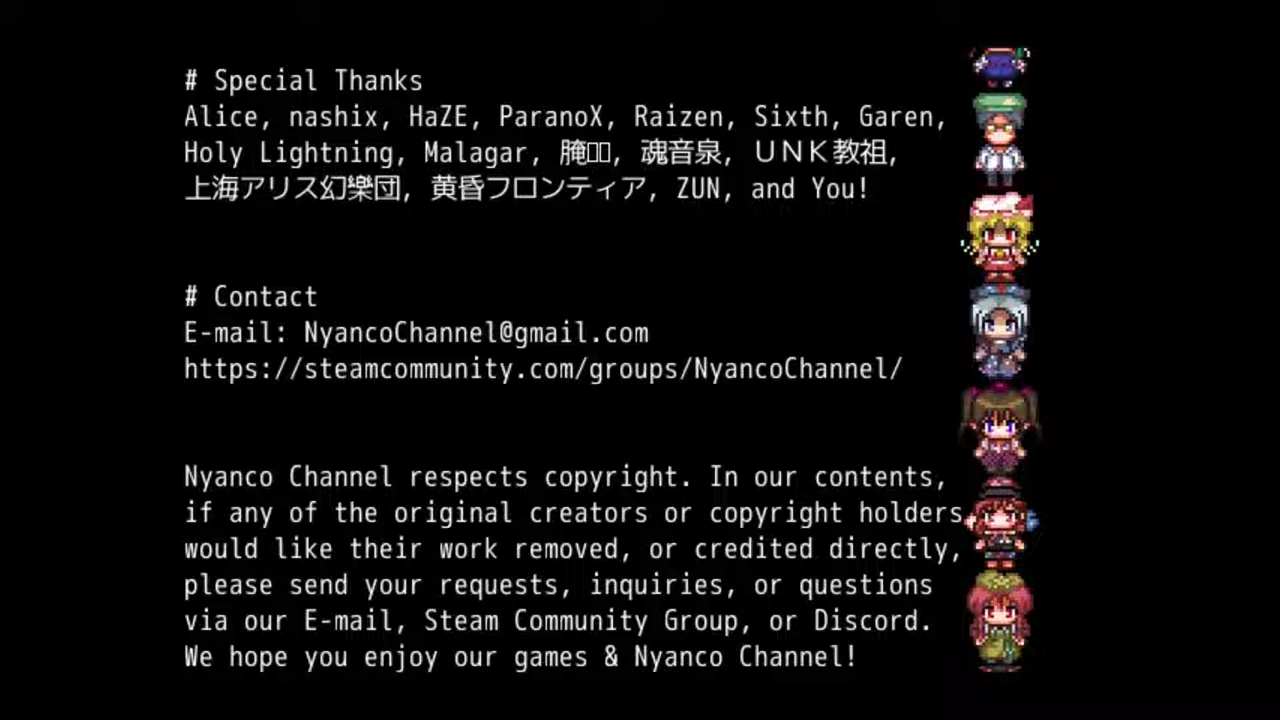 # Special Thanks
Alice, nashix, HaZE, ParanoX, Raizen, Sixth, Garen,
Holy Lightning, Malagar, 腌▯▯, 魂音泉, ＵＮＫ教祖,
上海アリス幻樂団, 黄昏フロンティア, ZUN, and You!
# Contact
E-mail: NyancoChannel@gmail.com
https://steamcommunity.com/groups/NyancoChannel/
Nyanco Channel respects copyright. In our contents,
if any of the original creators or copyright holders
would like their work removed, or credited directly,
please send your requests, inquiries, or questions
via our E-mail, Steam Community Group, or Discord.
We hope you enjoy our games & Nyanco Channel!